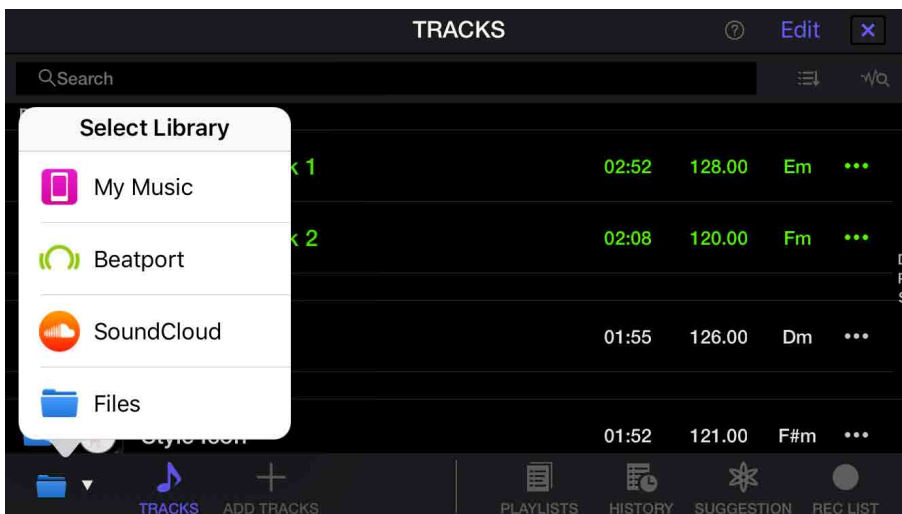 TRACKS
? Edit
Search
Select Library
My Music
Beatport
SoundCloud
Files
k 1 02:52 128.00 Em
k 2 02:08 120.00 Fm
01:55 126.00 Dm
Style Icon 01:52 121.00 F#m
TRACKS ADD TRACKS PLAYLISTS HISTORY SUGGESTION REC LIST